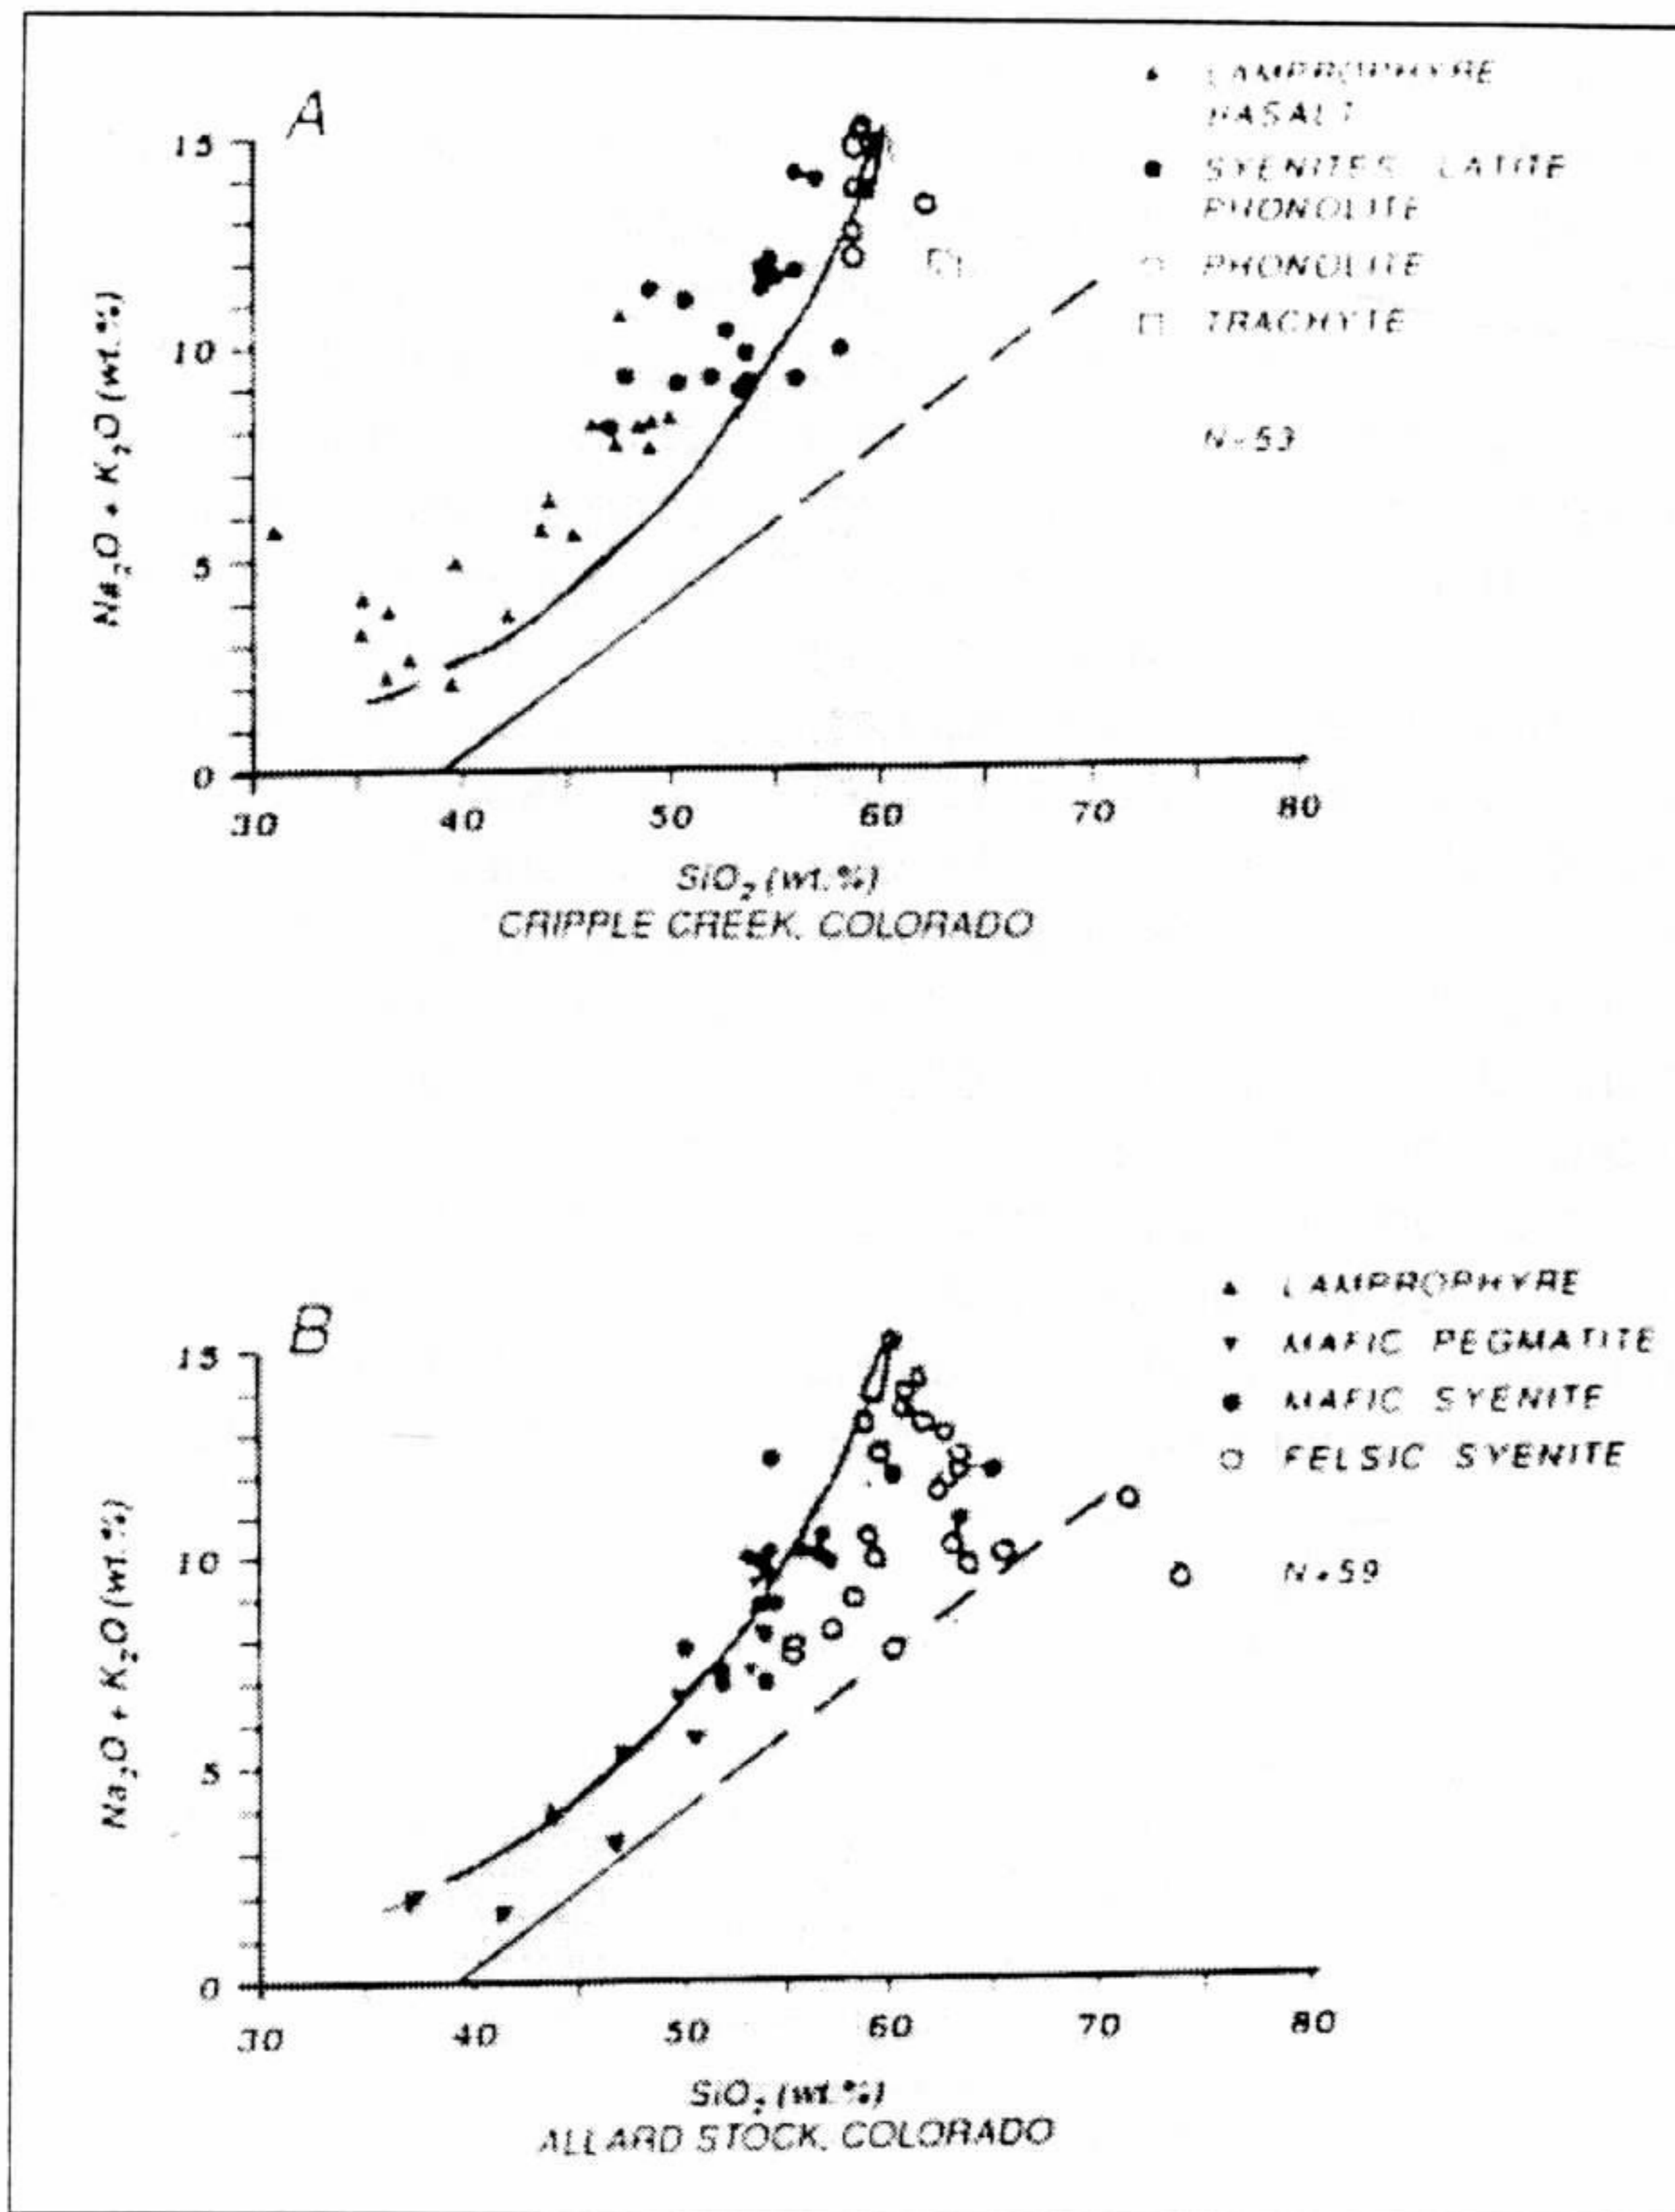 A
LAMPROPHYRE
BASALT
SYENITES LATITE
PHONOLITE
PHONOLITE
TRACHYTE
N=53
15
10
5
0
Na₂O + K₂O (wt.%)
30 40 50 60 70 80
SiO₂ (wt.%)
CRIPPLE CREEK, COLORADO
B
LAMPROPHYRE
MAFIC PEGMATITE
MAFIC SYENITE
FELSIC SYENITE
N=59
15
10
5
0
Na₂O + K₂O (wt.%)
30 40 50 60 70 80
SiO₂ (wt.%)
ALLARD STOCK, COLORADO